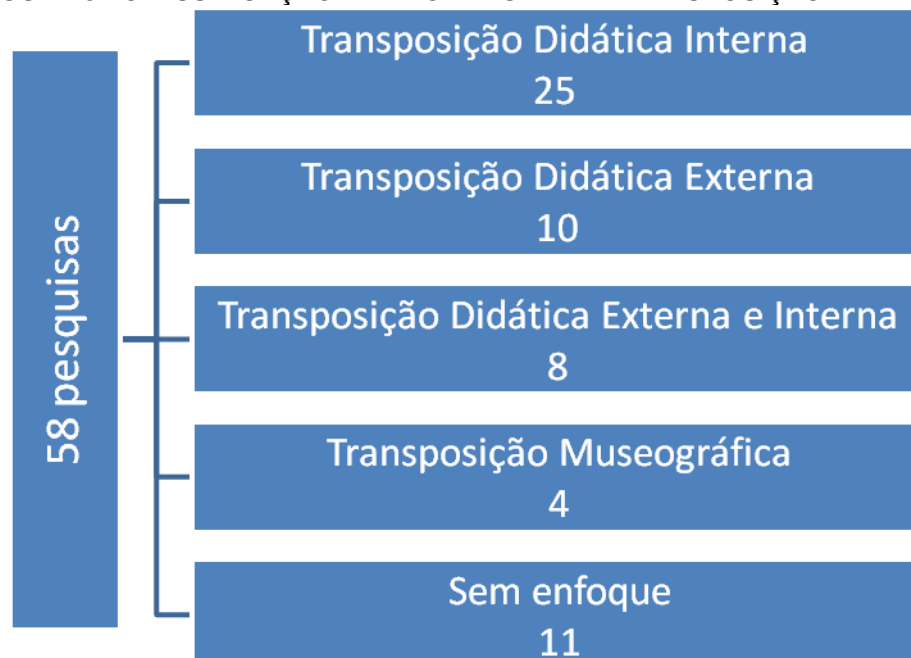 58 pesquisas
Transposição Didática Interna
25
Transposição Didática Externa
10
Transposição Didática Externa e Interna
8
Transposição Museográfica
4
Sem enfoque
11